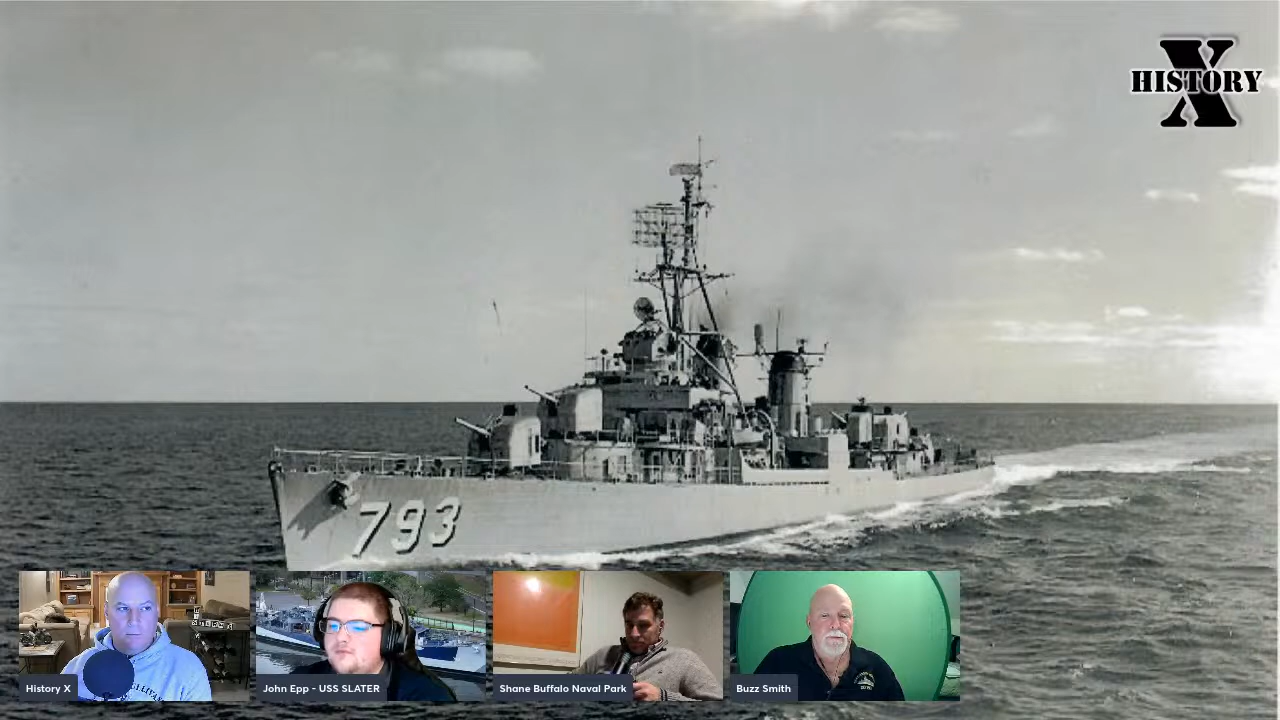 HISTORY
X
793
History X
John Epp - USS SLATER
Shane Buffalo Naval Park
Buzz Smith